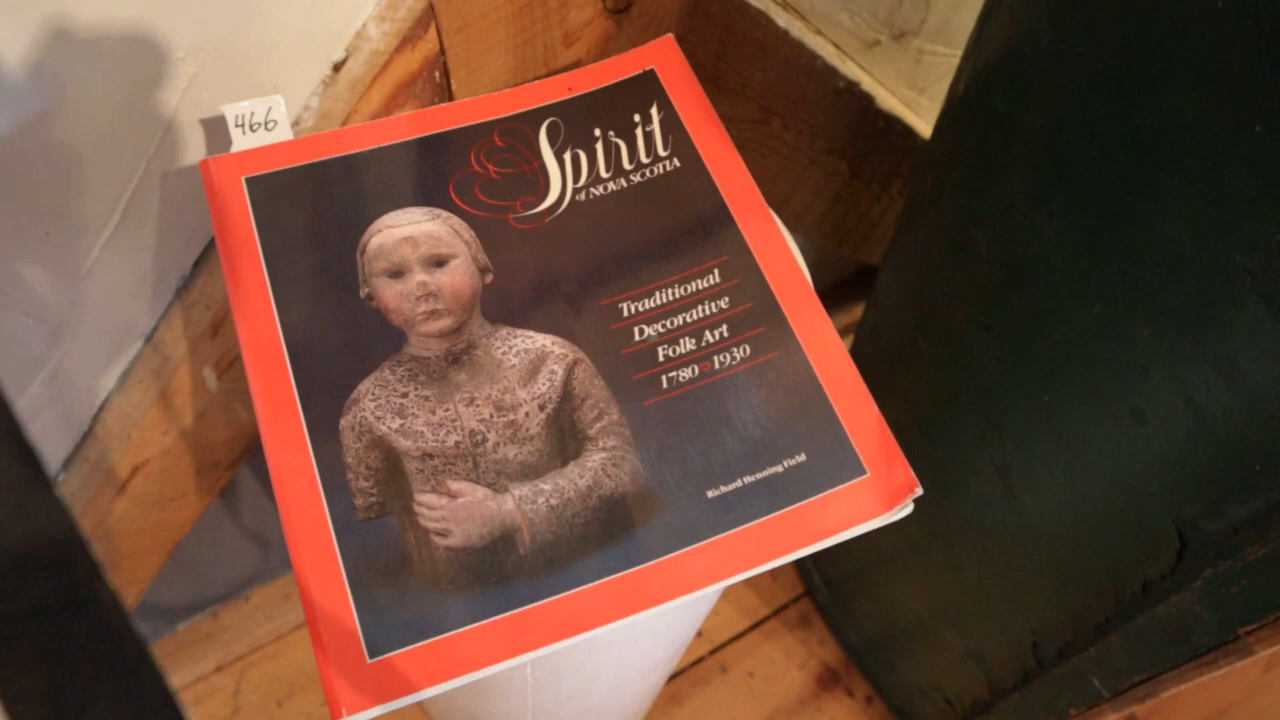 466
Spirit
of NOVA SCOTIA
Traditional
Decorative
Folk Art
1780♡1930
Richard Henning Field